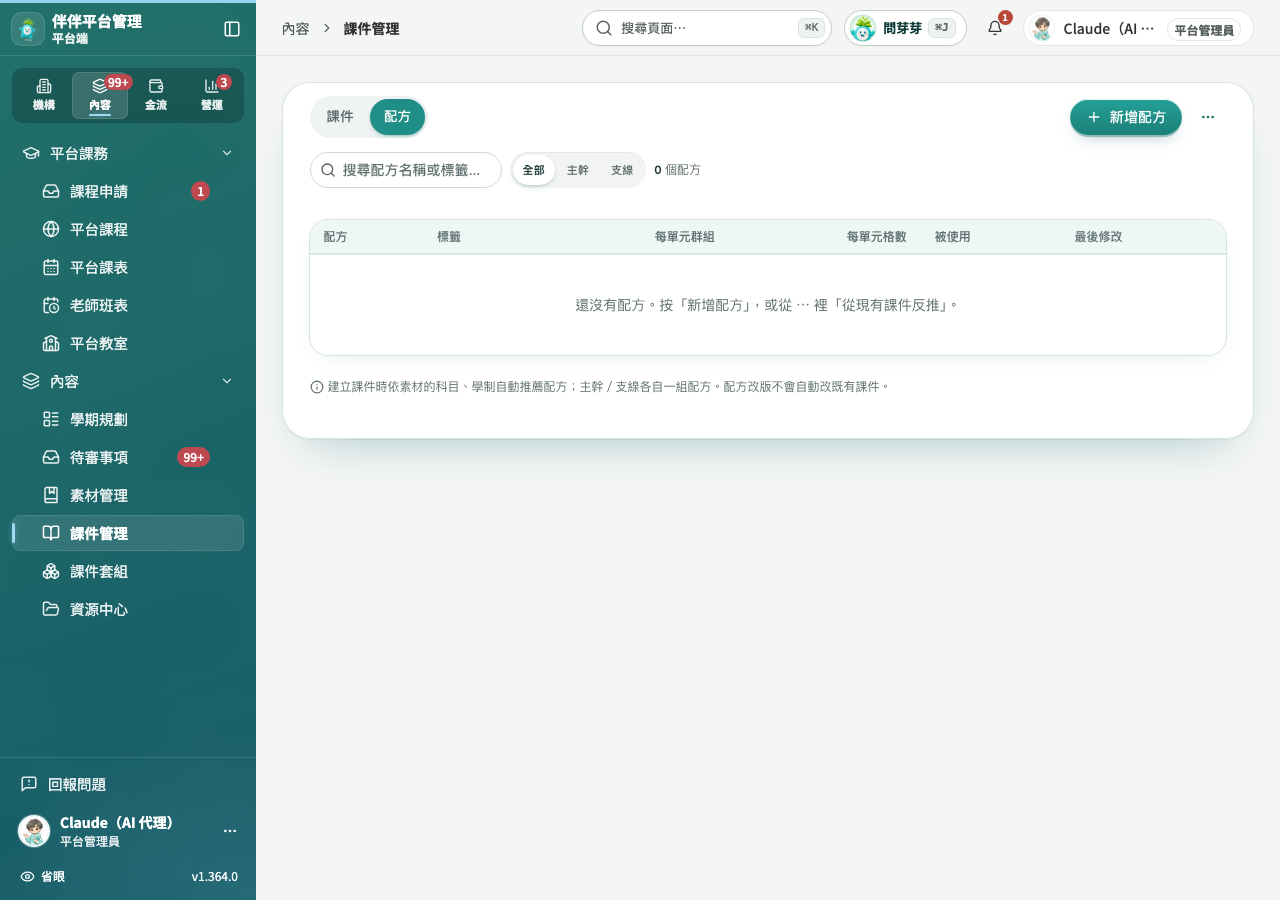 伴伴平台管理
平台端
機構
內容
99+
金流
營運
3
平台課務
課程申請
1
平台課程
平台課表
老師班表
平台教室
內容
學期規劃
待審事項
99+
素材管理
課件管理
課件套組
資源中心
回報問題
Claude（AI 代理）
平台管理員
省眼
v1.364.0
內容 > 課件管理
搜尋頁面…
⌘K
問芽芽
⌘J
1
Claude（AI …
平台管理員
課件
配方
+ 新增配方
搜尋配方名稱或標籤...
全部
主幹
支線
0 個配方
配方 標籤 每單元群組 每單元格數 被使用 最後修改
還沒有配方。按「新增配方」，或從 … 裡「從現有課件反推」。
建立課件時依素材的科目、學制自動推薦配方；主幹 / 支線各自一組配方。配方改版不會自動改既有課件。